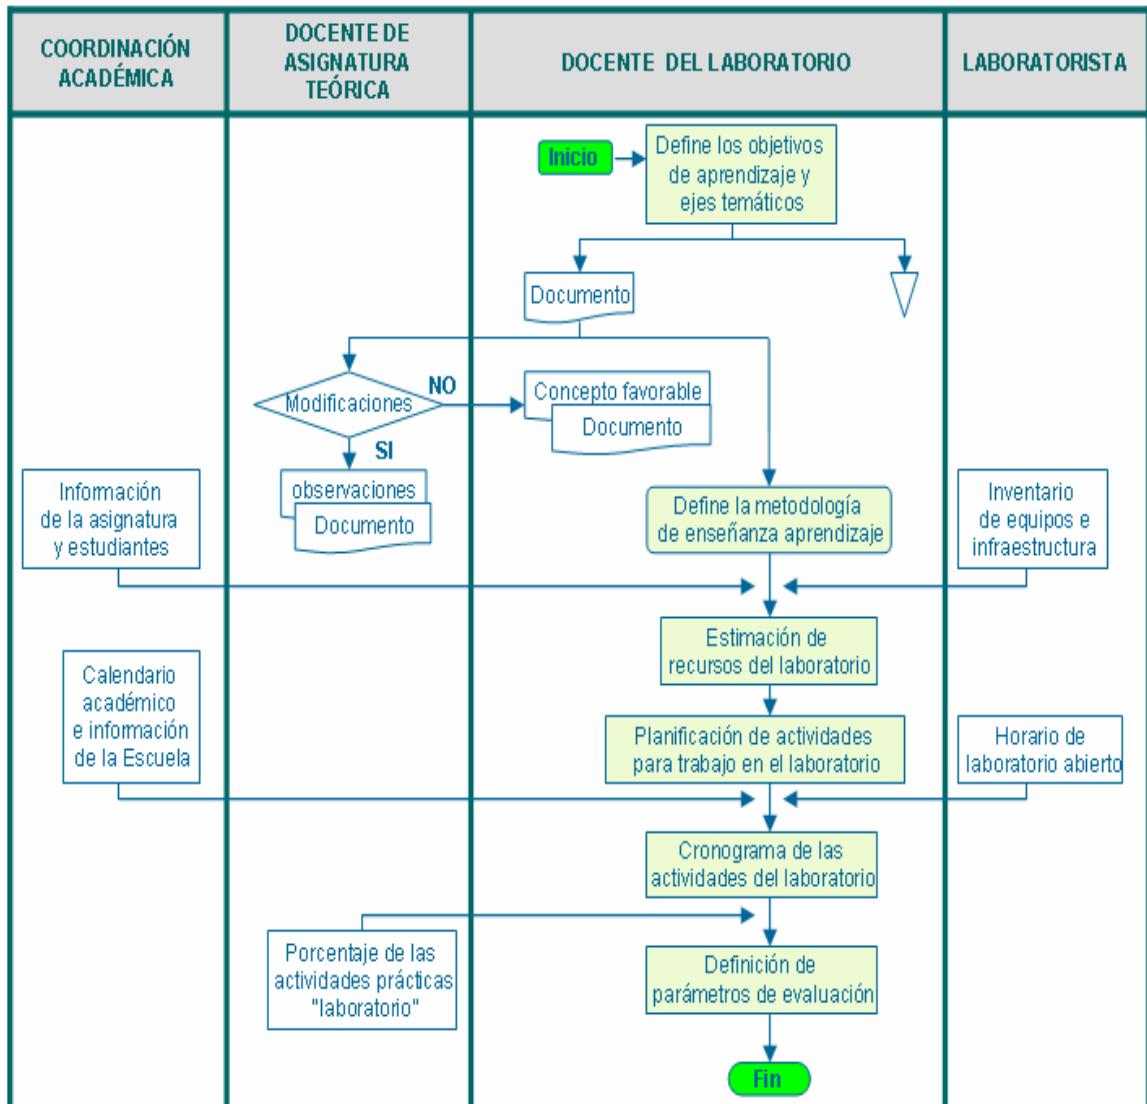 COORDINACIÓN
ACADÉMICA
DOCENTE DE
ASIGNATURA
TEÓRICA
DOCENTE DEL LABORATORIO
LABORATORISTA
Inicio
Define los objetivos
de aprendizaje y
ejes temáticos
Documento
Modificaciones
NO
Concepto favorable
Documento
SI
observaciones
Documento
Información
de la asignatura
y estudiantes
Define la metodología
de enseñanza aprendizaje
Inventario
de equipos e
infraestructura
Estimación de
recursos del laboratorio
Calendario
académico
e información
de la Escuela
Planificación de actividades
para trabajo en el laboratorio
Horario de
laboratorio abierto
Cronograma de las
actividades del laboratorio
Porcentaje de las
actividades prácticas
"laboratorio"
Definición de
parámetros de evaluación
Fin